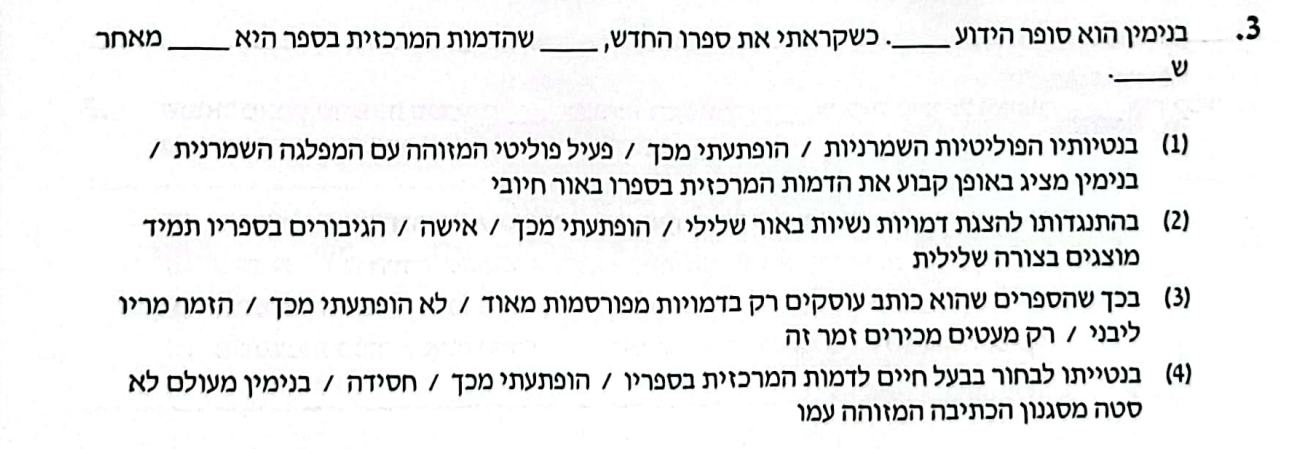 3. בנימין הוא סופר הידוע ____. כשקראתי את ספרו החדש, ____ שהדמות המרכזית בספר היא ____ מאחר
ש____.
(1) בנטיותיו הפוליטיות השמרניות / הופתעתי מכך / פעיל פוליטי המזוהה עם המפלגה השמרנית /
בנימין מציג באופן קבוע את הדמות המרכזית בספרו באור חיובי
(2) בהתנגדותו להצגת דמויות נשיות באור שלילי / הופתעתי מכך / אישה / הגיבורים בספריו תמיד
מוצגים בצורה שלילית
(3) בכך שהספרים שהוא כותב עוסקים רק בדמויות מפורסמות מאוד / לא הופתעתי מכך / הזמר מריו
ליבני / רק מעטים מכירים זמר זה
(4) בנטייתו לבחור בבעל חיים לדמות המרכזית בספריו / הופתעתי מכך / חסידה / בנימין מעולם לא
סטה מסגנון הכתיבה המזוהה עמו